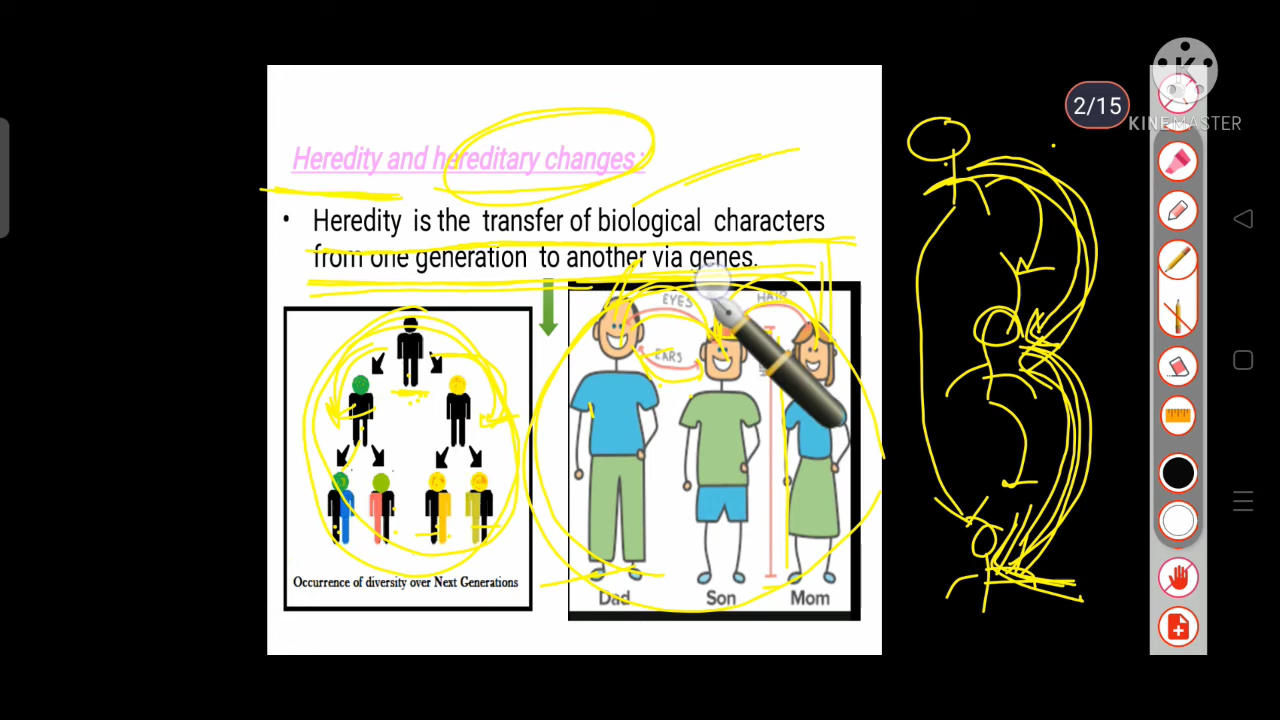 2/15
KINEMASTER
Heredity and hereditary changes:
• Heredity is the transfer of biological characters
from one generation to another via genes.
EYES
HAIR
EARS
Occurrence of diversity over Next Generations
Dad
Son
Mom